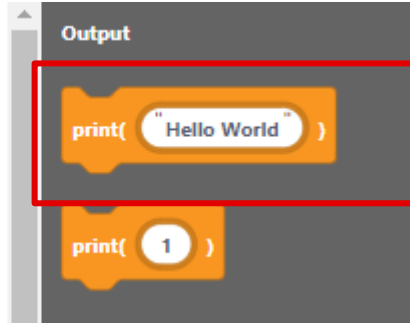 Output
print( "Hello World" )
print( 1 )